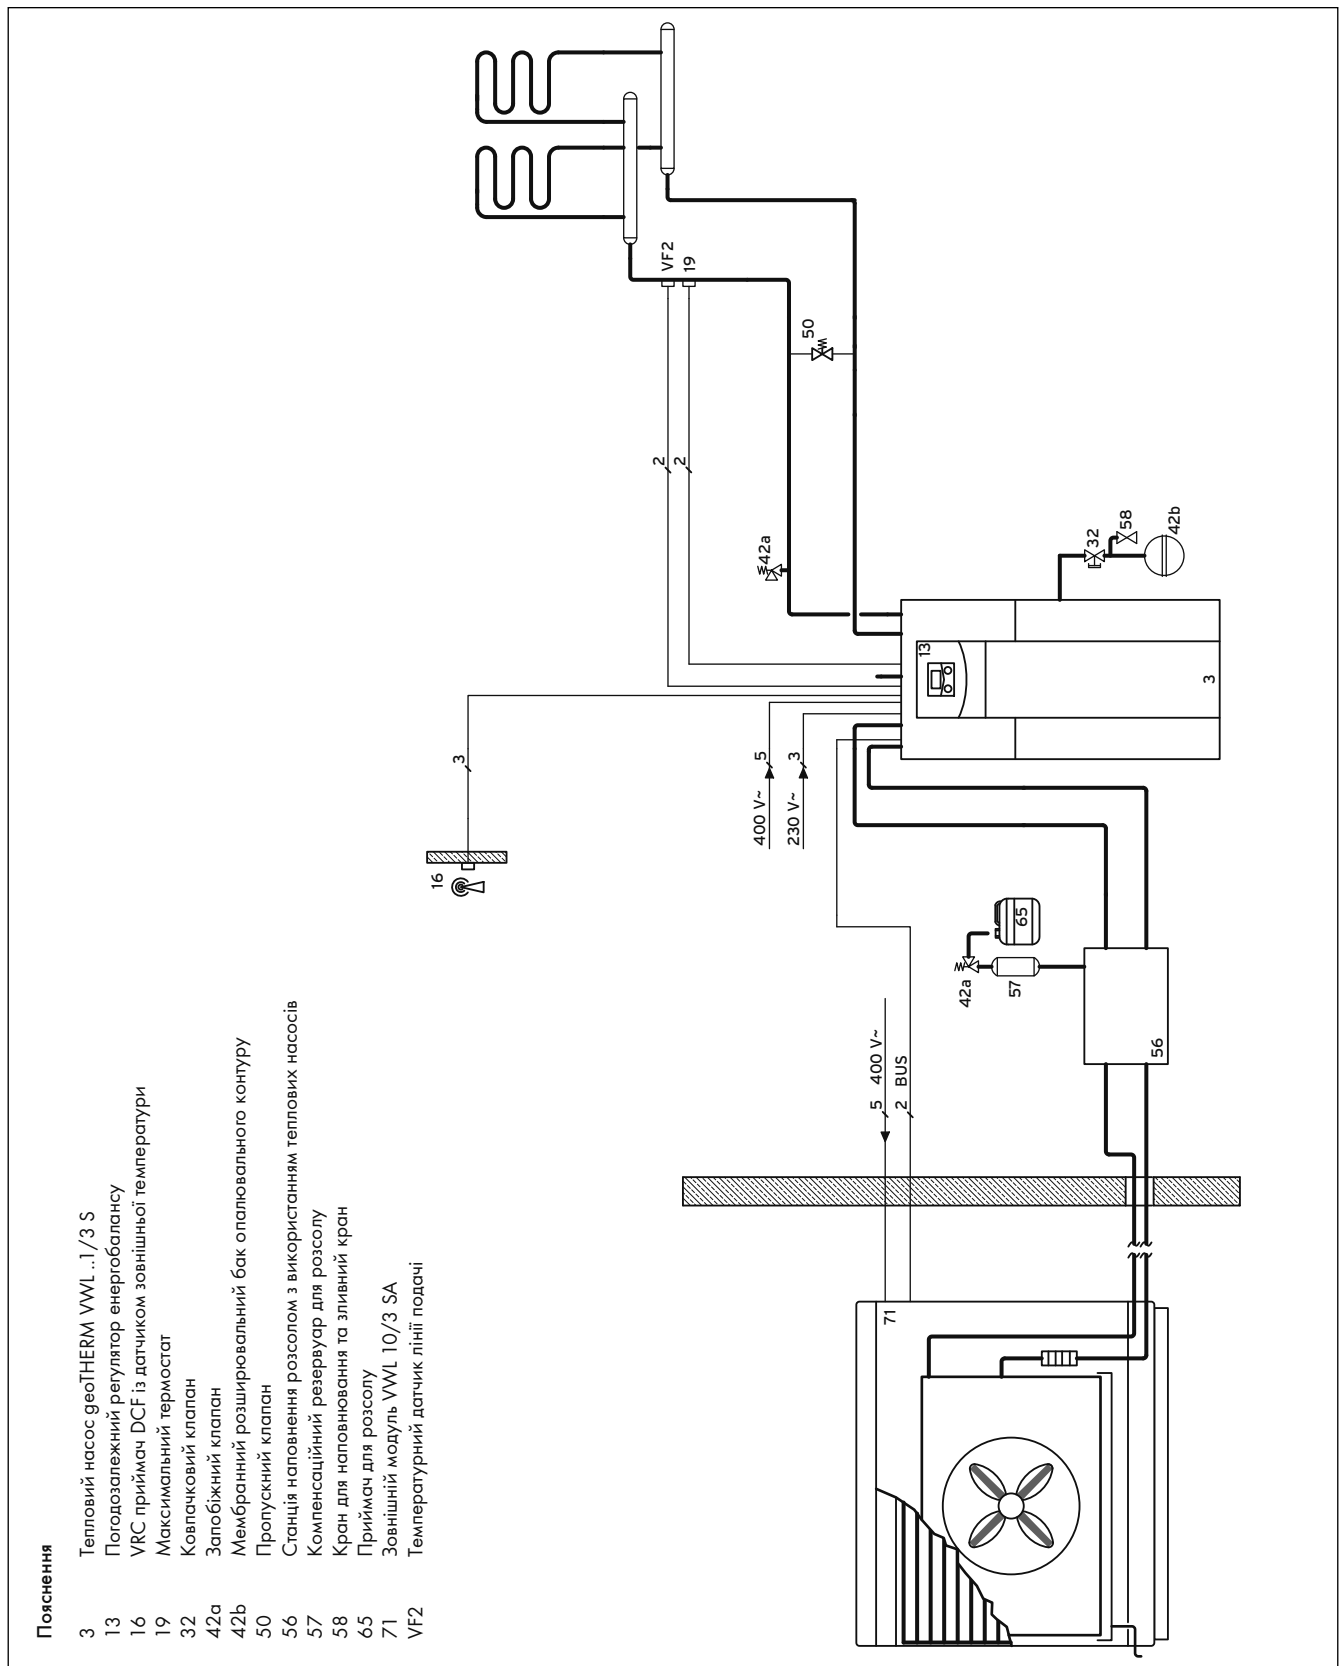 Пояснення
3 Тепловий насос geoTHERM VWL ..1/3 S
13 Погодозалежний регулятор енергобалансу
16 VRC приймач DCF із датчиком зовнішньої температури
19 Максимальний термостат
32 Ковпачковий клапан
42a Запобіжний клапан
42b Мембранний розширювальний бак опалювального контуру
50 Пропускний клапан
56 Станція наповнення розсолом з використанням теплових насосів
57 Компенсаційний резервуар для розсолу
58 Кран для наповнювання та зливний кран
65 Приймач для розсолу
71 Зовнішній модуль VWL 10/3 SA
VF2 Температурний датчик лінії подачі
16
3
400 V~ 5
230 V~ 3
VF2
19
2
2
50
42a
32
58
42b
13
3
65
42a
57
56
5 400 V~
2 BUS
71